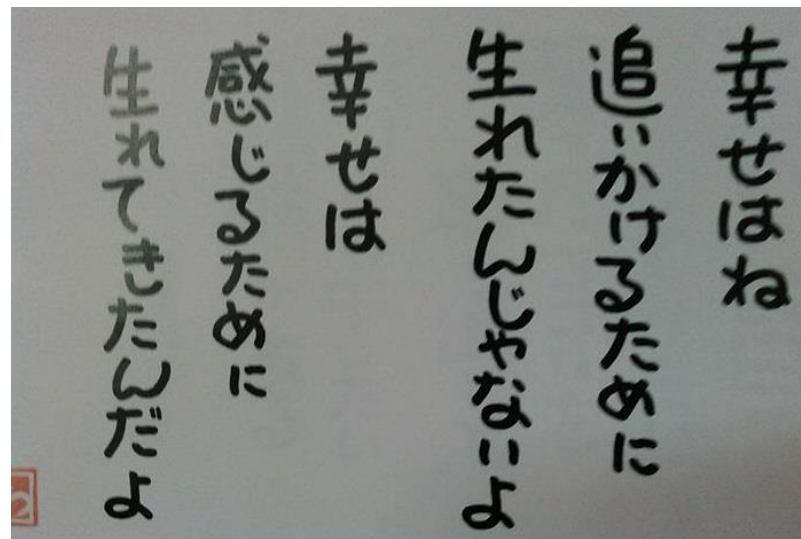 幸せはね
追いかけるために
生れたんじゃないよ
幸せは
感じるために
生れてきたんだよ